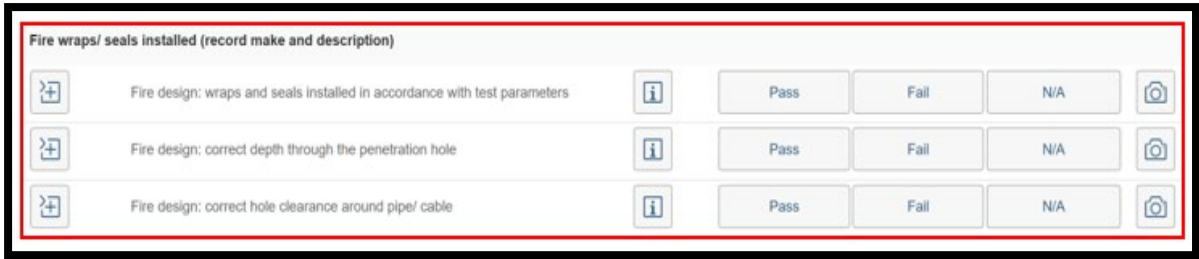 Fire wraps/ seals installed (record make and description)
Fire design: wraps and seals installed in accordance with test parameters i Pass Fail N/A
Fire design: correct depth through the penetration hole i Pass Fail N/A
Fire design: correct hole clearance around pipe/ cable i Pass Fail N/A